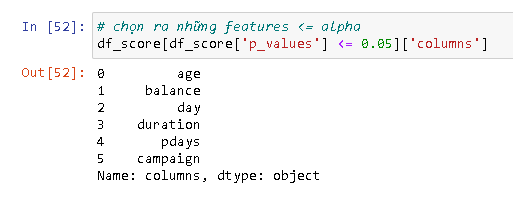 In [52]: # chọn ra những features <= alpha
df_score[df_score['p_values'] <= 0.05]['columns']
Out[52]: 0 age
1 balance
2 day
3 duration
4 pdays
5 campaign
Name: columns, dtype: object